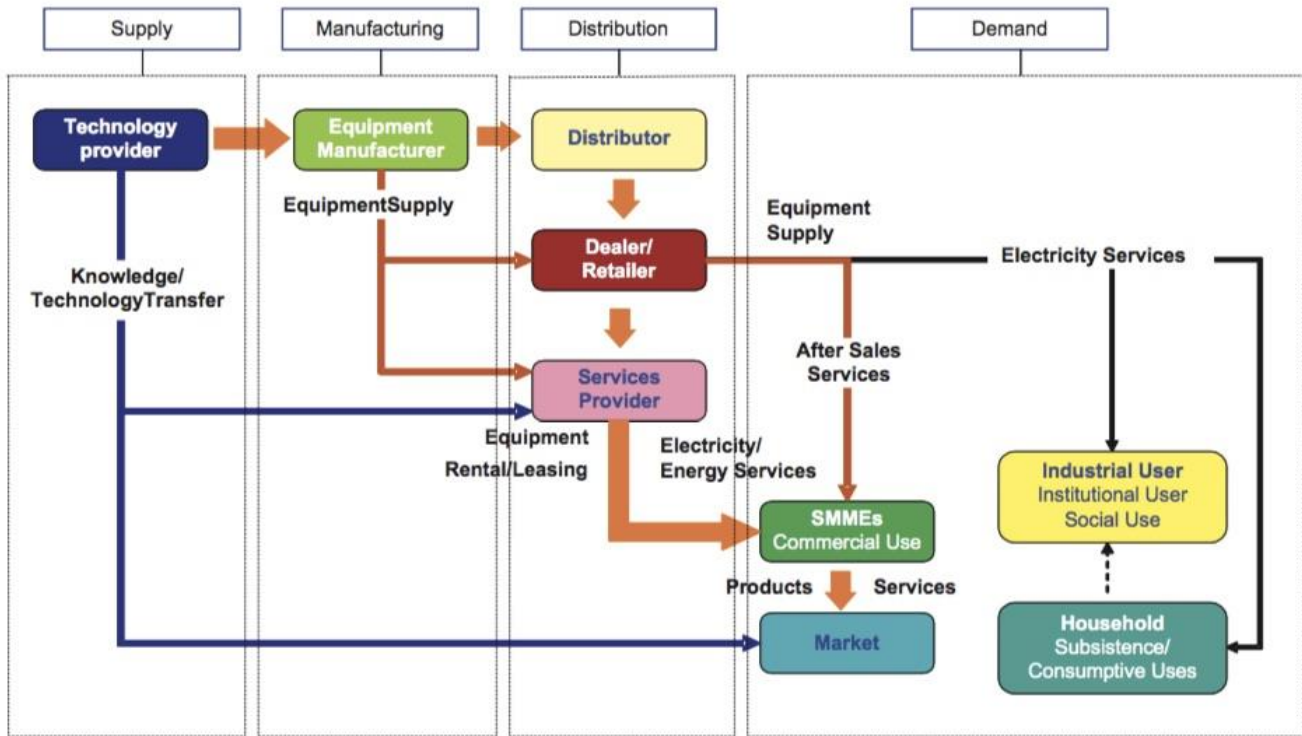 Supply
Manufacturing
Distribution
Demand
Technology
provider
Equipment
Manufacturer
Distributor
EquipmentSupply
Equipment
Supply
Dealer/
Retailer
Electricity Services
Knowledge/
TechnologyTransfer
After Sales
Services
Services
Provider
Equipment
Rental/Leasing
Electricity/
Energy Services
Industrial User
Institutional User
Social Use
SMMEs
Commercial Use
Products
Services
Market
Household
Subsistence/
Consumptive Uses